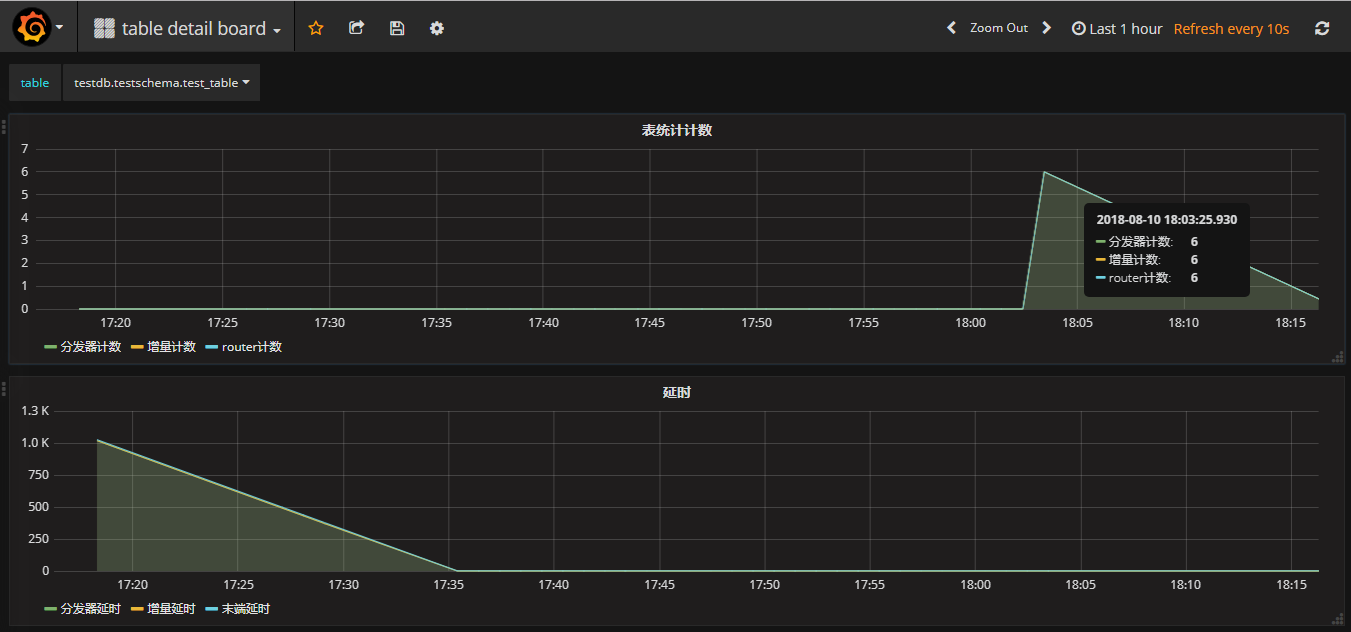 table detail board Zoom Out Last 1 hour Refresh every 10s
table testdb.testschema.test_table
表统计计数
7
6
5
4
3
2
1
0
2018-08-10 18:03:25.930
分发器计数: 6
增量计数: 6
router计数: 6
17:20 17:25 17:30 17:35 17:40 17:45 17:50 17:55 18:00 18:05 18:10 18:15
分发器计数 增量计数 router计数
延时
1.3 K
1.0 K
750
500
250
0
17:20 17:25 17:30 17:35 17:40 17:45 17:50 17:55 18:00 18:05 18:10 18:15
分发器延时 增量延时 末端延时